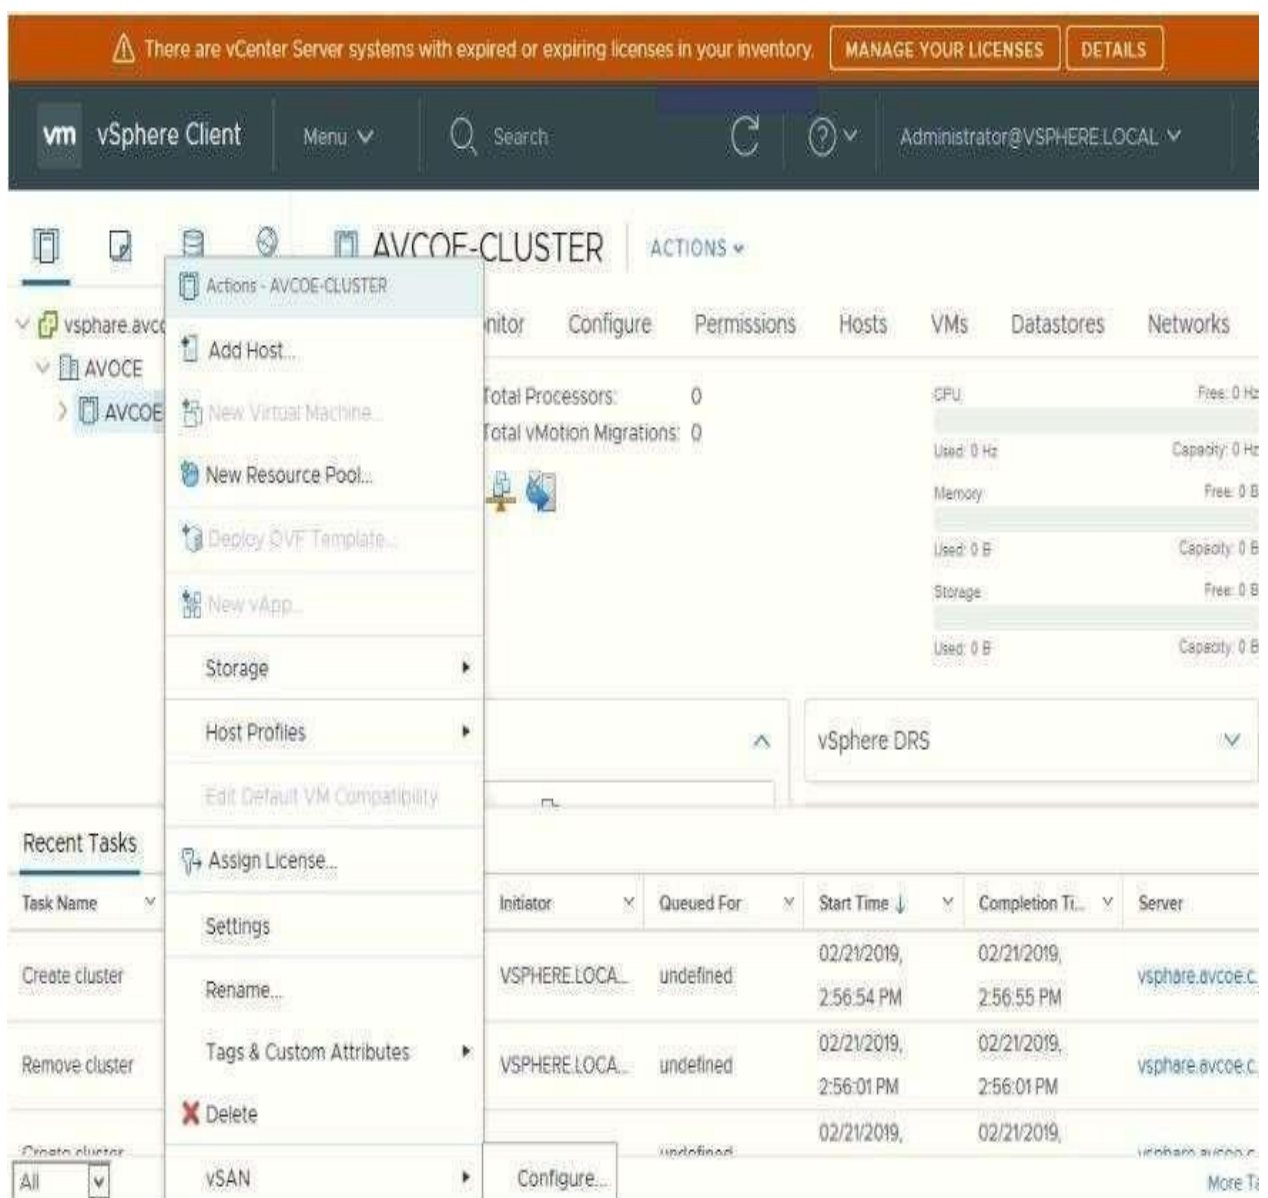 There are vCenter Server systems with expired or expiring licenses in your inventory. MANAGE YOUR LICENSES DETAILS
vm vSphere Client Menu Search Administrator@VSPHERE.LOCAL
AVCOE-CLUSTER ACTIONS
Actions - AVCOE-CLUSTER
Add Host...
New Virtual Machine...
New Resource Pool...
Deploy OVF Template...
New vApp...
Storage
Host Profiles
Edit Default VM Compatibility
Assign License...
Settings
Rename...
Tags & Custom Attributes
Delete
vSAN
Configure...
vsphare.avco
AVOCE
AVCOE
nitor Configure Permissions Hosts VMs Datastores Networks
Total Processors: 0
Total vMotion Migrations: 0
CPU Free: 0 Hz
Used: 0 Hz Capacity: 0 Hz
Memory Free: 0 B
Used: 0 B Capacity: 0 B
Storage Free: 0 B
Used: 0 B Capacity: 0 B
vSphere DRS
Recent Tasks
Task Name Initiator Queued For Start Time Completion Ti... Server
Create cluster VSPHERE.LOCA... undefined 02/21/2019, 2:56:54 PM 02/21/2019, 2:56:55 PM vsphare.avcoe.c
Remove cluster VSPHERE.LOCA... undefined 02/21/2019, 2:56:01 PM 02/21/2019, 2:56:01 PM vsphare.avcoe.c
Create cluster undefined 02/21/2019, 02/21/2019, vsphare.avcoe.c
All More Ta